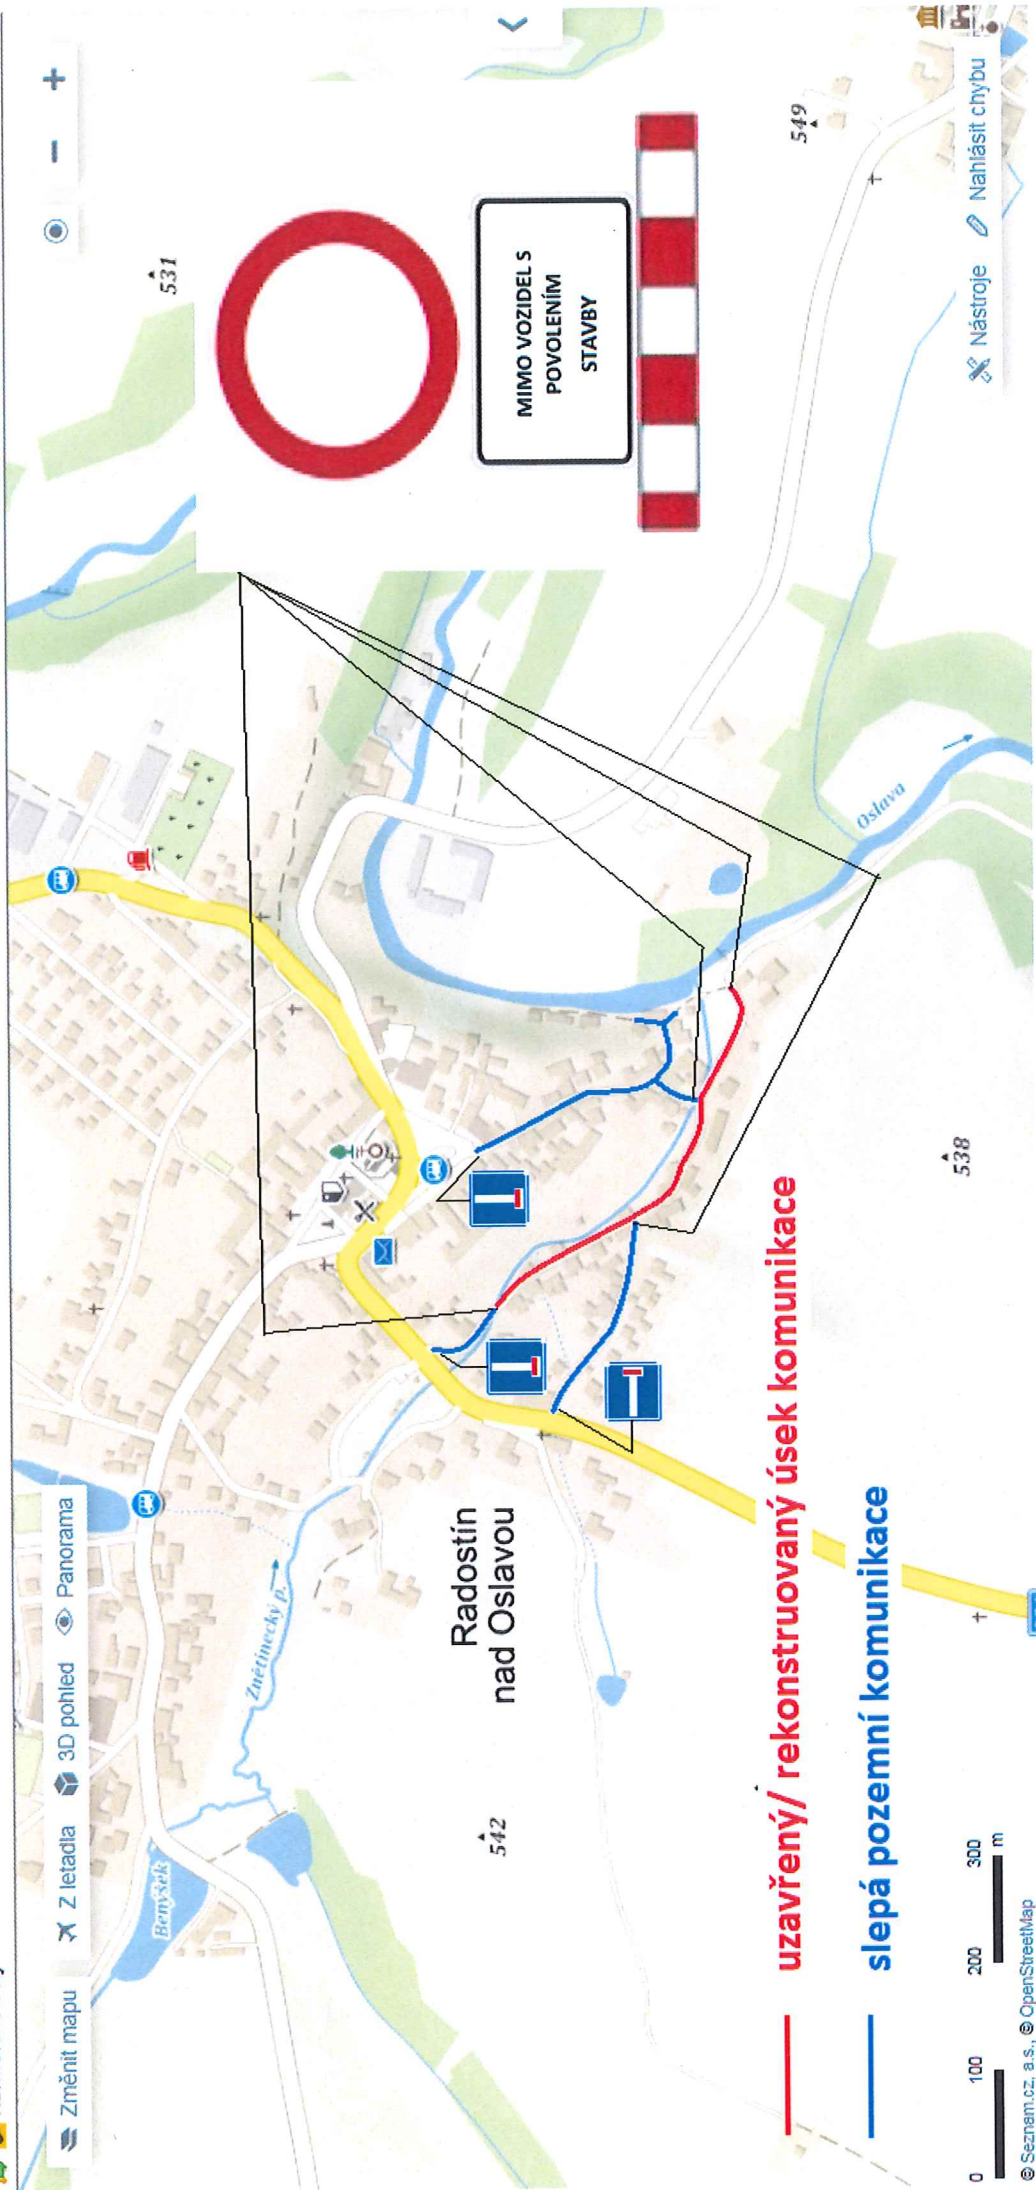 Změnit mapu
Z letadla
3D pohled
Panorama
531
MIMO VOZIDEL S
POVOLENÍM
STAVBY
549
Benýšek
Znětínecký p.
Radostín
nad Oslavou
Oslava
542
538
uzavřený/ rekonstruovaný úsek komunikace
slepá pozemní komunikace
Nástroje
Nahlásit chybu
0 100 200 300 m
© Seznam.cz, a.s., © OpenStreetMap